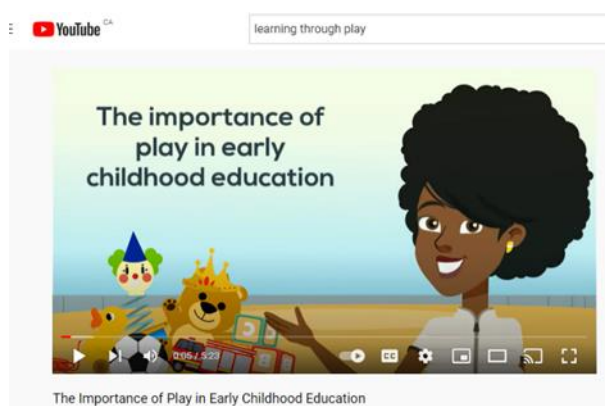 YouTube CA
learning through play
The importance of
play in early
childhood education
C
0:05 / 5:23
CC
The Importance of Play in Early Childhood Education